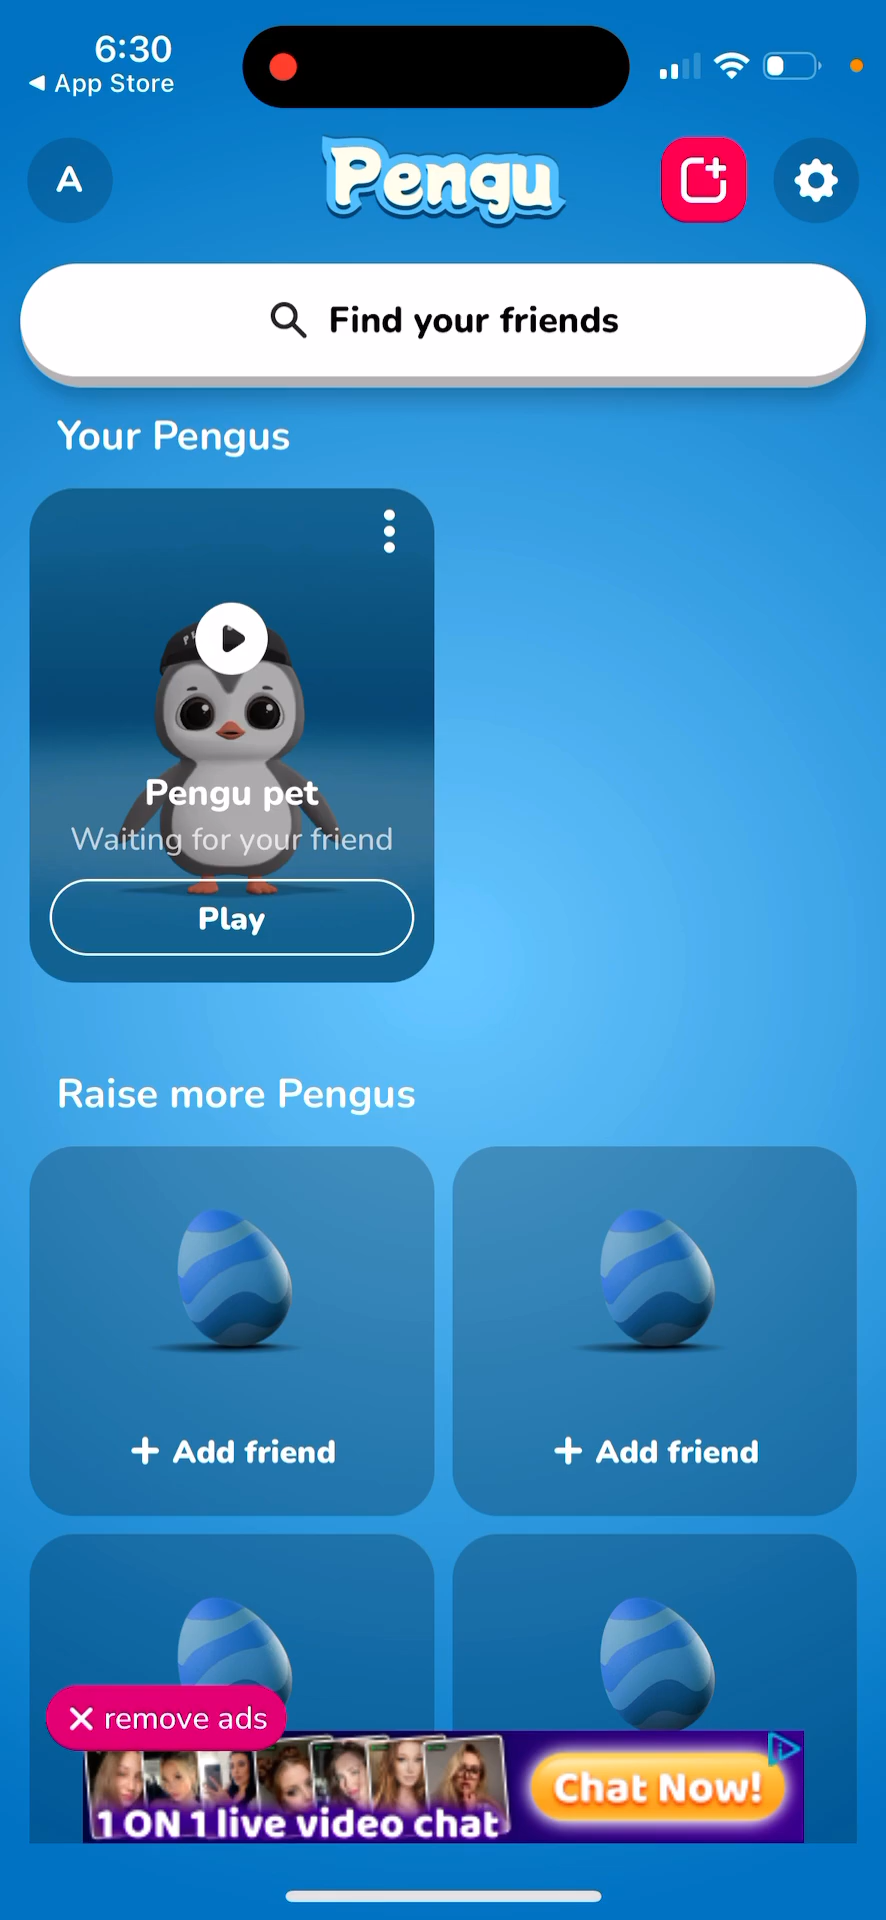 6:30
App Store
A
Pengu
Find your friends
Your Pengus
Pengu pet
Waiting for your friend
Play
Raise more Pengus
Add friend
Add friend
remove ads
1 ON 1 live video chat
Chat Now!